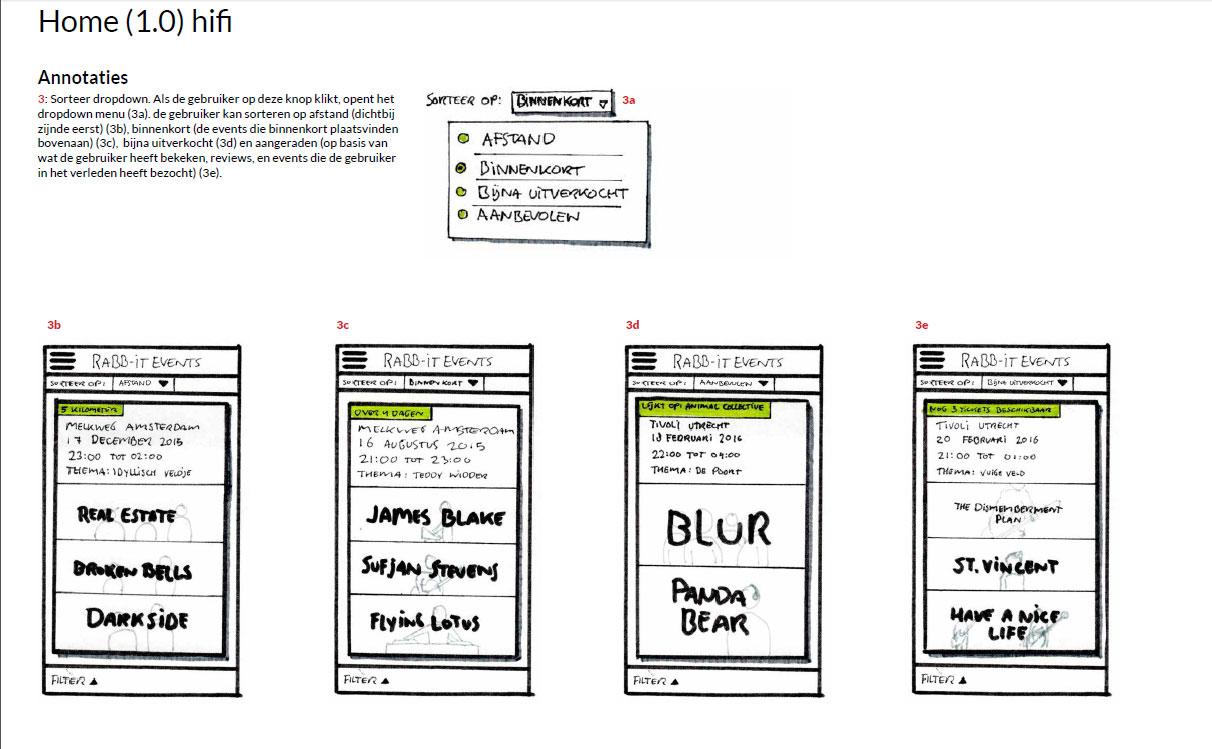 Home (1.0) hifi
Annotaties
3: Sorteer dropdown. Als de gebruiker op deze knop klikt, opent het
dropdown menu (3a). de gebruiker kan sorteren op afstand (dichtbij
zijnde eerst) (3b), binnenkort (de events die binnenkort plaatsvinden
bovenaan) (3c), bijna uitverkocht (3d) en aangeraden (op basis van
wat de gebruiker heeft bekeken, reviews, en events die de gebruiker
in het verleden heeft bezocht) (3e).
SORTEER OP: BINNENKORT 3a
AFSTAND
BINNENKORT
BIJNA UITVERKOCHT
AANBEVOLEN
3b
RABB-IT EVENTS
SORTEER OP: AFSTAND
5 KILOMETER
MELKWEG AMSTERDAM
17 DECEMBER 2015
23:00 TOT 02:00
THEMA: IDYLLISCH VELDJE
REAL ESTATE
BROKEN BELLS
DARKSIDE
FILTER
3c
RABB-IT EVENTS
SORTEER OP: BINNENKORT
OVER 4 DAGEN
MELKWEG AMSTERDAM
16 AUGUSTUS 2015
21:00 TOT 23:00
THEMA: TEDDY WIDDER
JAMES BLAKE
SUFJAN STEVENS
FLYING LOTUS
FILTER
3d
RABB-IT EVENTS
SORTEER OP: AANBEVOLEN
LIJKT OP: ANIMAL COLLECTIVE
TIVOLI UTRECHT
18 FEBRUARI 2016
22:00 TOT 04:00
THEMA: DE POORT
BLUR
PANDA
BEAR
FILTER
3e
RABB-IT EVENTS
SORTEER OP: BIJNA UITVERKOCHT
NOG 3 TICKETS BESCHIKBAAR
TIVOLI UTRECHT
20 FEBRUARI 2016
21:00 TOT 01:00
THEMA: VUIGE VELD
THE DISMEMBERMENT
PLAN
ST. VINCENT
HAVE A NICE
LIFE
FILTER